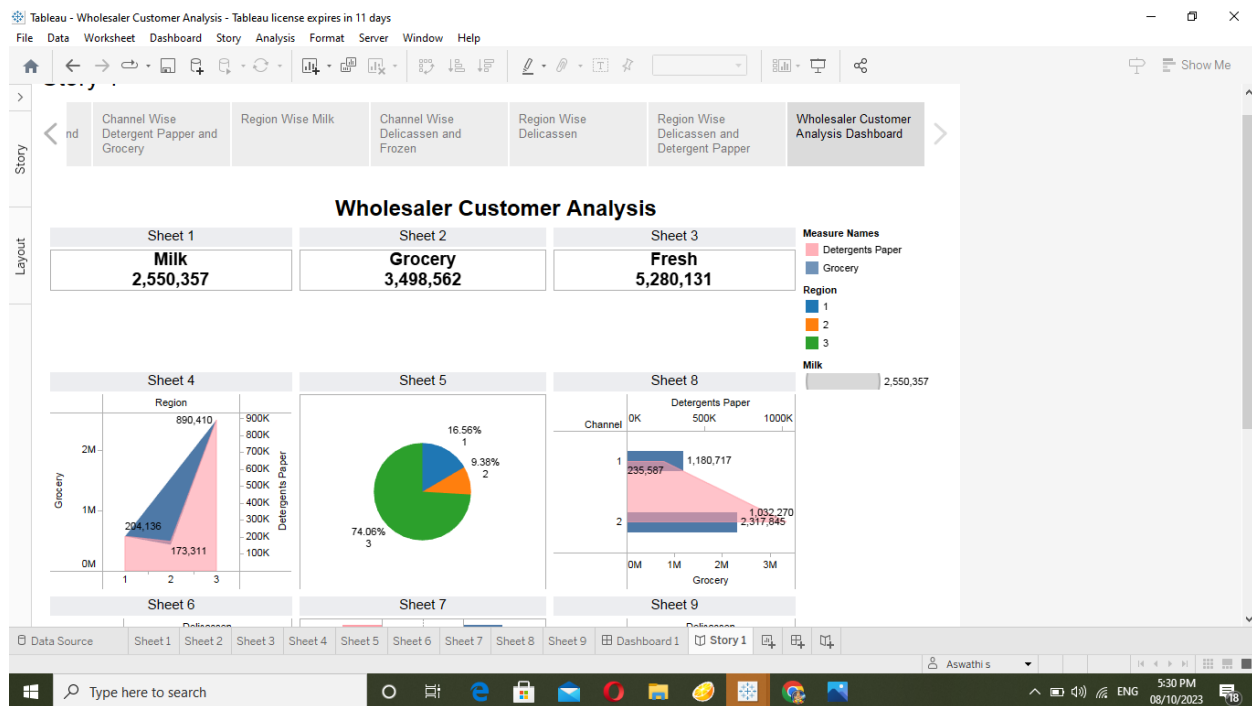 Tableau - Wholesaler Customer Analysis - Tableau license expires in 11 days
File Data Worksheet Dashboard Story Analysis Format Server Window Help
Show Me
Story
Layout
nd
Channel Wise
Detergent Papper and
Grocery
Region Wise Milk
Channel Wise
Delicassen and
Frozen
Region Wise
Delicassen
Region Wise
Delicassen and
Detergent Papper
Wholesaler Customer
Analysis Dashboard
Wholesaler Customer Analysis
Sheet 1
Milk
2,550,357
Sheet 2
Grocery
3,498,562
Sheet 3
Fresh
5,280,131
Measure Names
Detergents Paper
Grocery
Region
1
2
3
Milk
2,550,357
Sheet 4
Region
890,410
204,136
173,311
2M
1M
0M
Grocery
900K
800K
700K
600K
500K
400K
300K
200K
100K
Detergents Paper
1 2 3
Sheet 5
16.56%
1
9.38%
2
74.06%
3
Sheet 8
Detergents Paper
Channel 0K 500K 1000K
1
235,587
1,180,717
2
1,032,270
2,317,845
0M 1M 2M 3M
Grocery
Sheet 6
Sheet 7
Sheet 9
Data Source Sheet 1 Sheet 2 Sheet 3 Sheet 4 Sheet 5 Sheet 6 Sheet 7 Sheet 8 Sheet 9 Dashboard 1 Story 1
Aswathi s
Type here to search
ENG
5:30 PM
08/10/2023
18